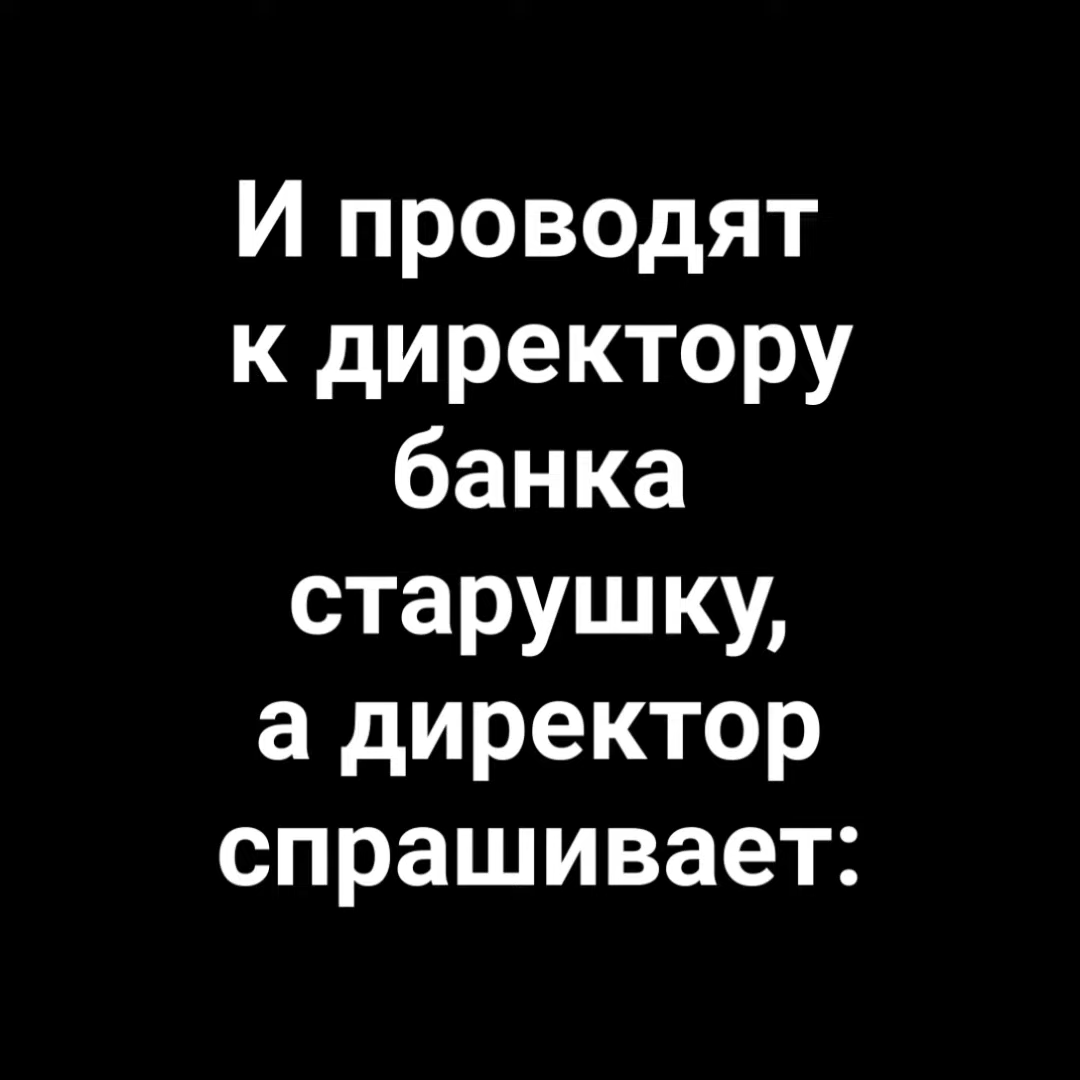 И проводят
к директору
банка
старушку,
а директор
спрашивает: